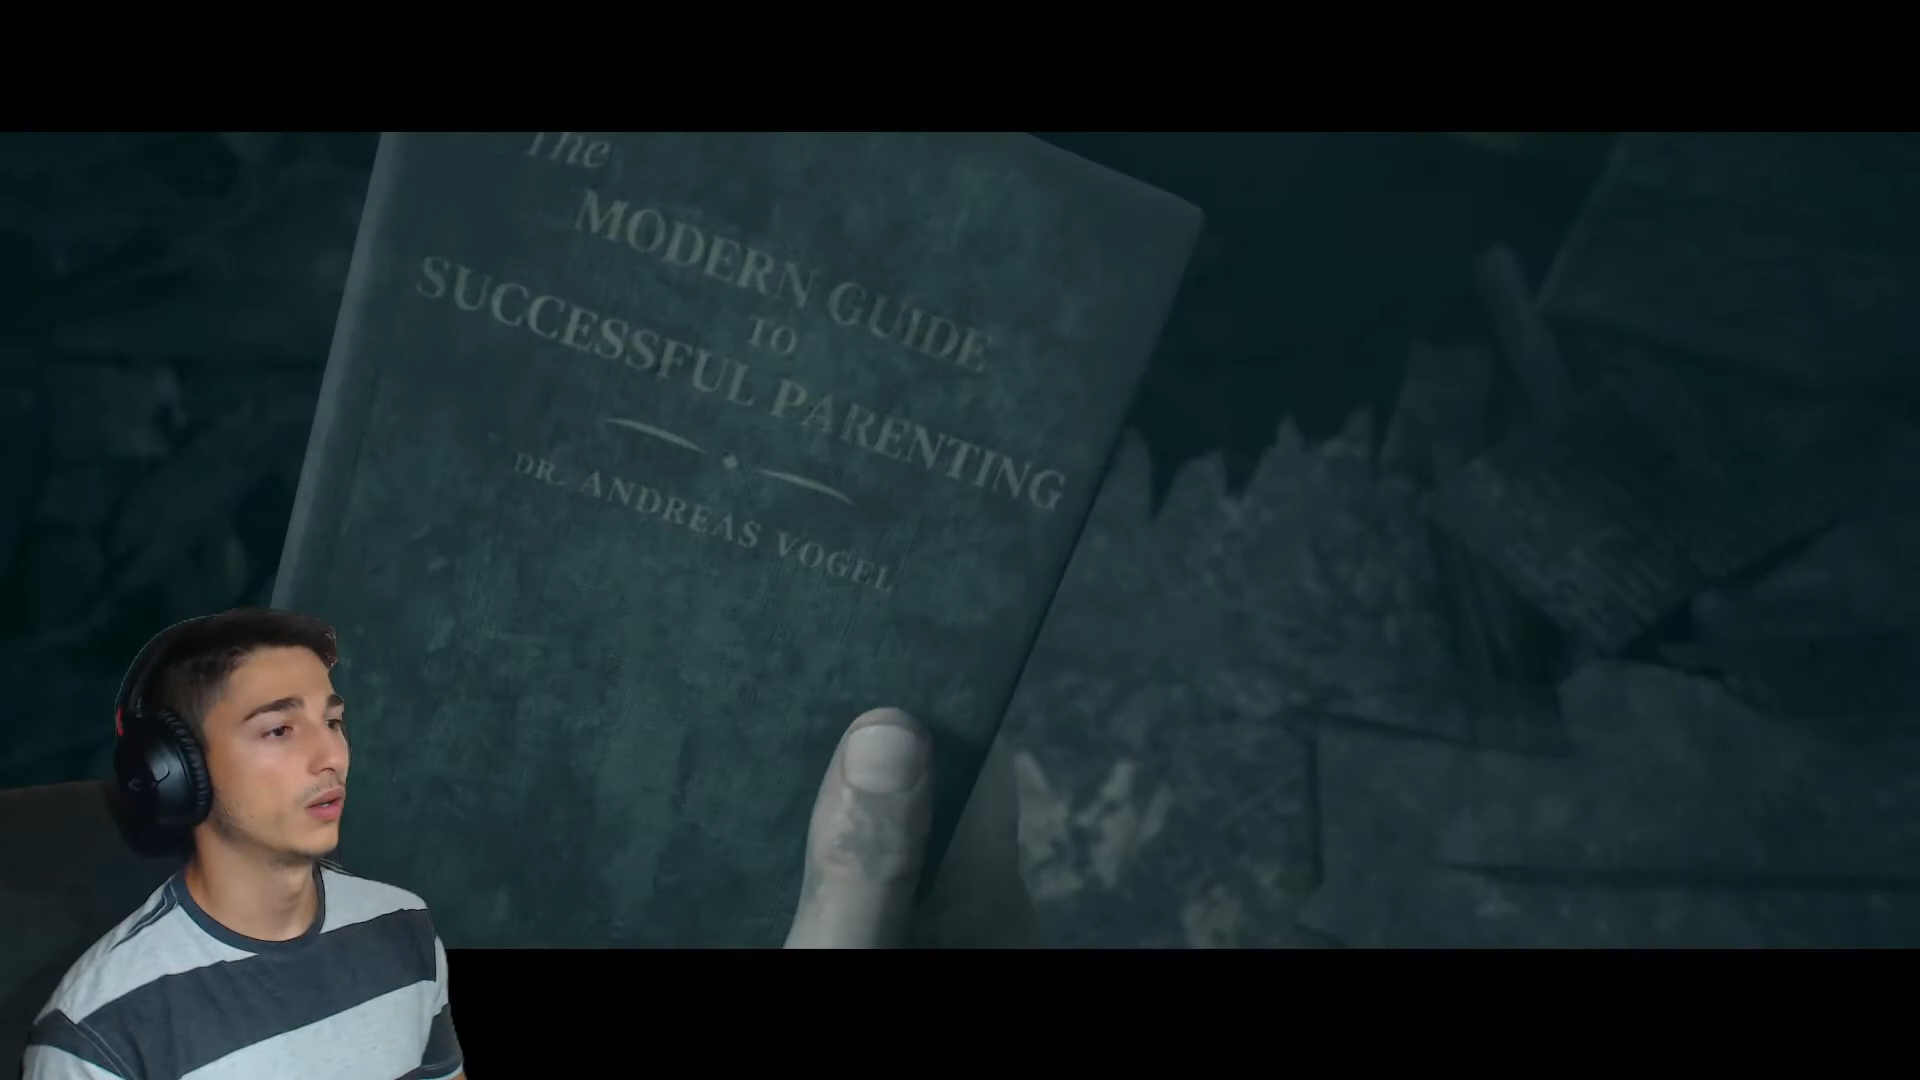 The
MODERN GUIDE
TO
SUCCESSFUL PARENTING
DR. ANDREAS VOGEL